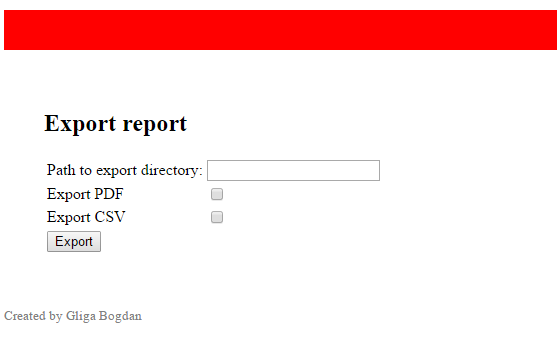 Export report
Path to export directory:
Export PDF
Export CSV
Export
Created by Gliga Bogdan